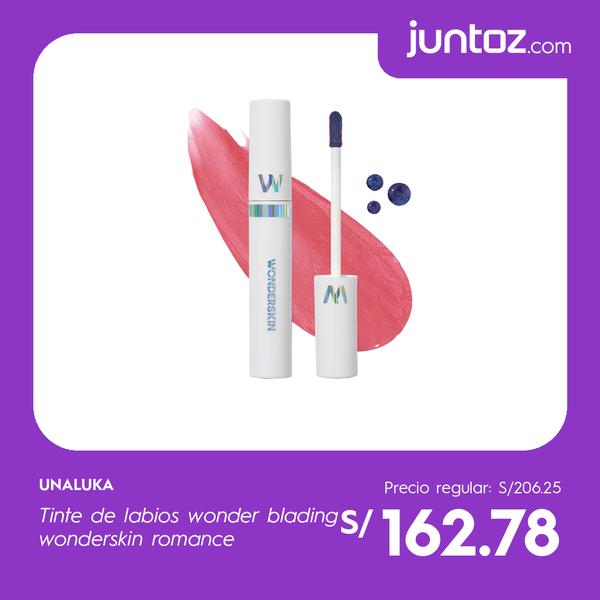 juntoz.com
W
WONDERSKIN
W
UNALUKA
Precio regular: S/206.25
Tinte de labios wonder blading
wonderskin romance
S/ 162.78